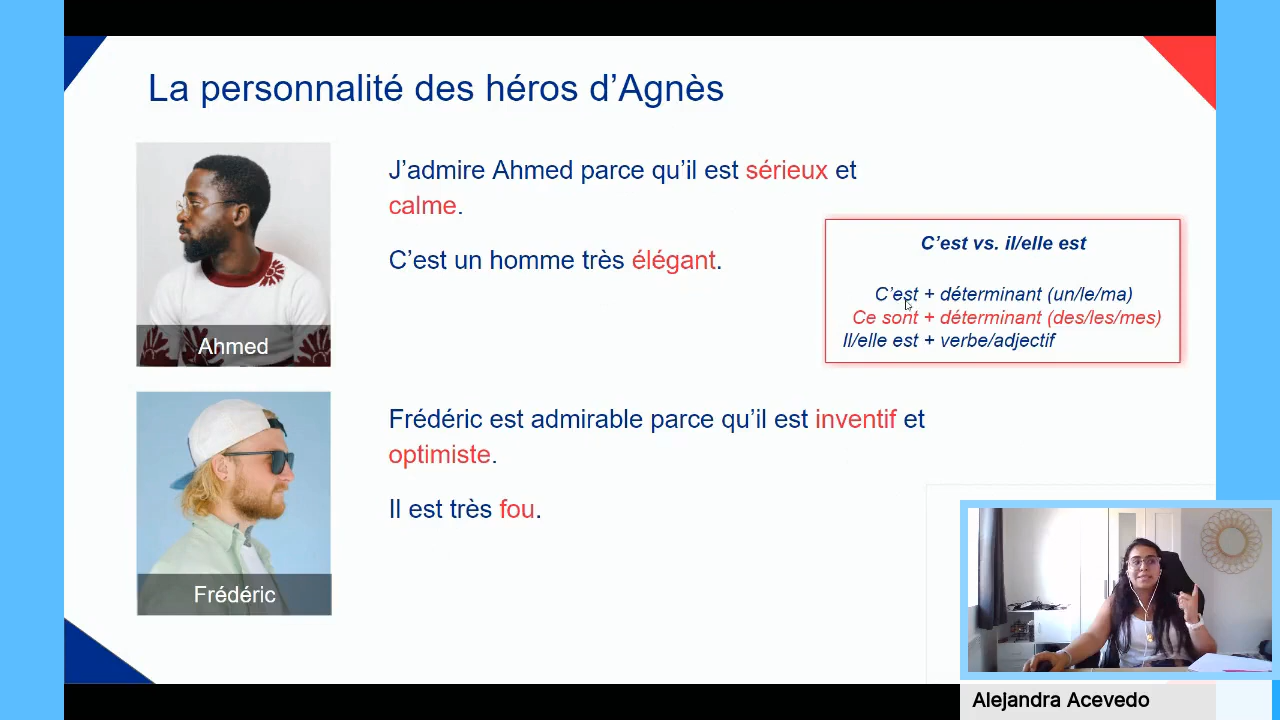 La personnalité des héros d’Agnès
J’admire Ahmed parce qu’il est sérieux et
calme.
C’est un homme très élégant.
Ahmed
C’est vs. il/elle est
C’est + déterminant (un/le/ma)
Ce sont + déterminant (des/les/mes)
Il/elle est + verbe/adjectif
Frédéric est admirable parce qu’il est inventif et
optimiste.
Il est très fou.
Frédéric
Alejandra Acevedo